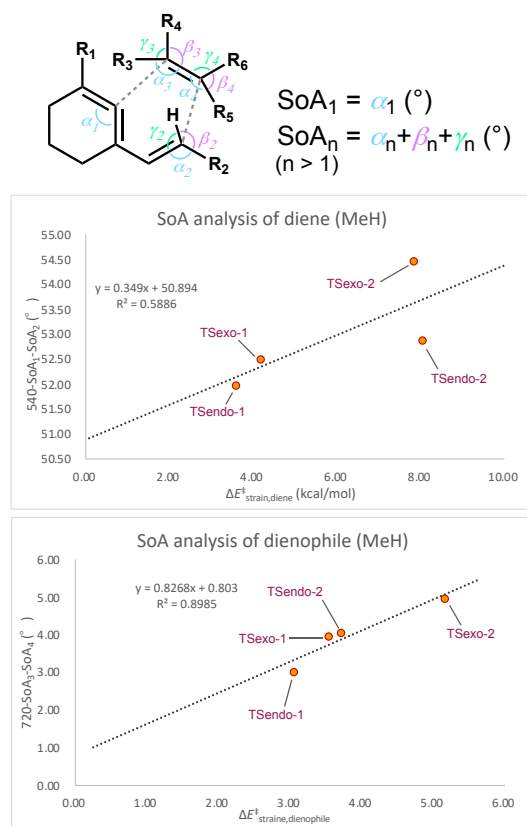 R1
R4
γ3 β3 γ4
R3 R6
α3 α4 β4
H R5
α1
γ2 β2
α2 R2
SoA1 = α1 (°)
SoAn = αn+βn+γn (°)
(n > 1)
SoA analysis of diene (MeH)
540-SoA1-SoA2 (°)
55.00
54.50
54.00
53.50
53.00
52.50
52.00
51.50
51.00
50.50
y = 0.349x + 50.894
R² = 0.5886
TSexo-2
TSexo-1
TSendo-2
TSendo-1
0.00 2.00 4.00 6.00 8.00 10.00
ΔE‡strain,diene (kcal/mol)
SoA analysis of dienophile (MeH)
720-SoA3-SoA4 (°)
6.00
5.00
4.00
3.00
2.00
1.00
0.00
y = 0.8268x + 0.803
R² = 0.8985
TSendo-2
TSexo-1
TSexo-2
TSendo-1
0.00 1.00 2.00 3.00 4.00 5.00 6.00
ΔE‡straine,dienophile